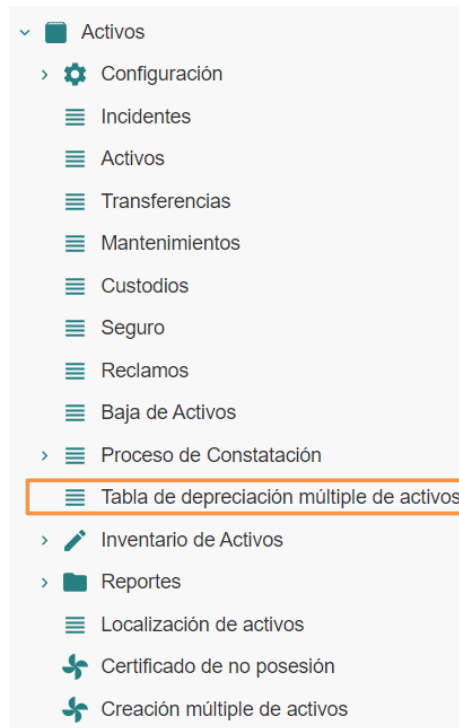 Activos
Configuración
Incidentes
Activos
Transferencias
Mantenimientos
Custodios
Seguro
Reclamos
Baja de Activos
Proceso de Constatación
Tabla de depreciación múltiple de activos
Inventario de Activos
Reportes
Localización de activos
Certificado de no posesión
Creación múltiple de activos